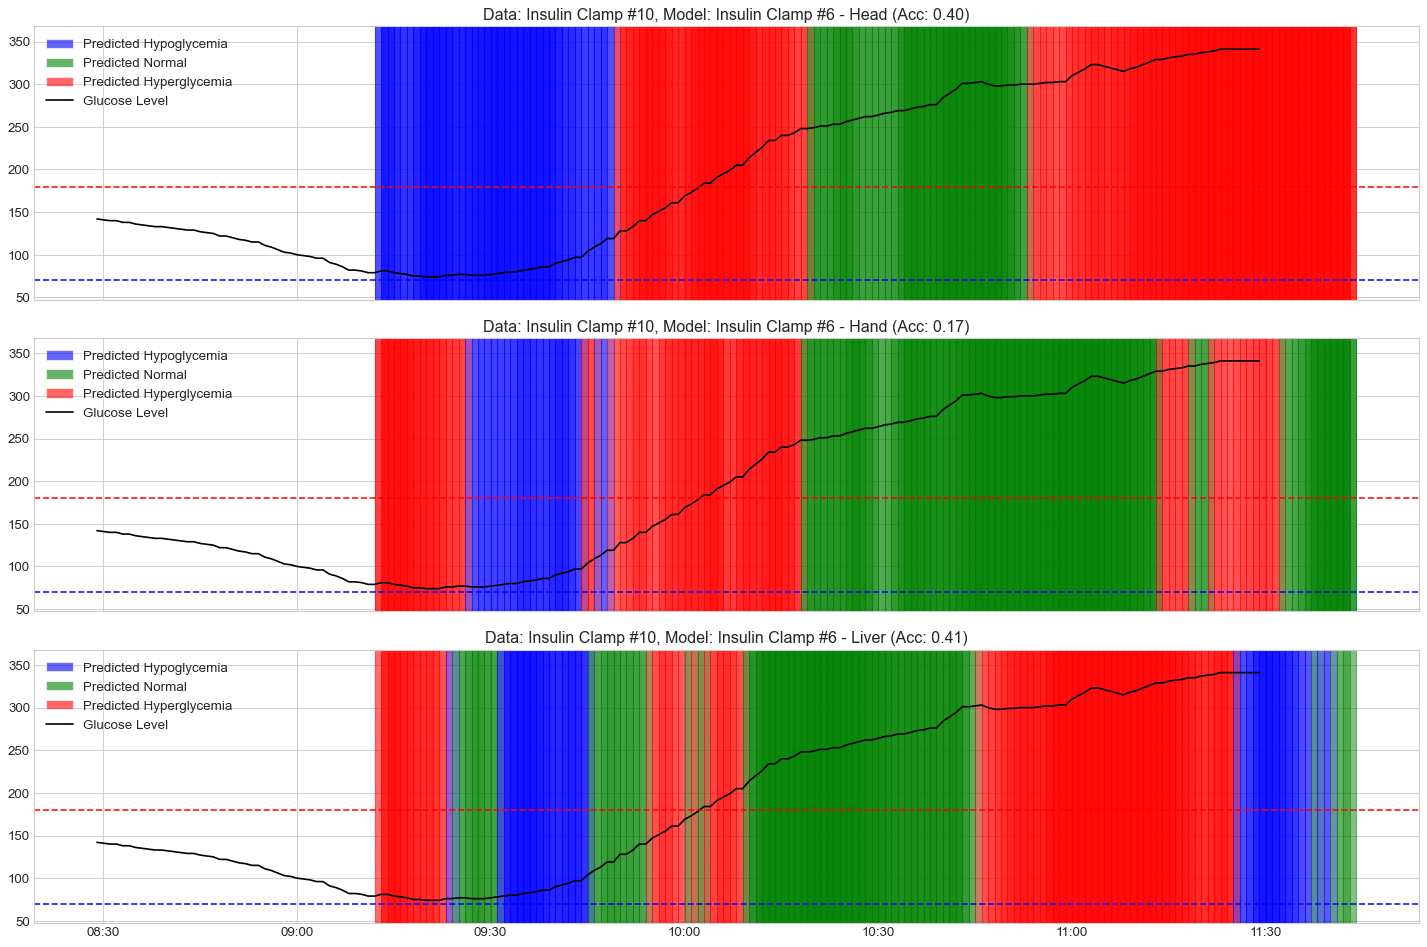 Data: Insulin Clamp #10, Model: Insulin Clamp #6 - Head (Acc: 0.40)
350
300
250
200
150
100
50
Predicted Hypoglycemia
Predicted Normal
Predicted Hyperglycemia
Glucose Level
Data: Insulin Clamp #10, Model: Insulin Clamp #6 - Hand (Acc: 0.17)
350
300
250
200
150
100
50
Predicted Hypoglycemia
Predicted Normal
Predicted Hyperglycemia
Glucose Level
Data: Insulin Clamp #10, Model: Insulin Clamp #6 - Liver (Acc: 0.41)
350
300
250
200
150
100
50
Predicted Hypoglycemia
Predicted Normal
Predicted Hyperglycemia
Glucose Level
08:30 09:00 09:30 10:00 10:30 11:00 11:30